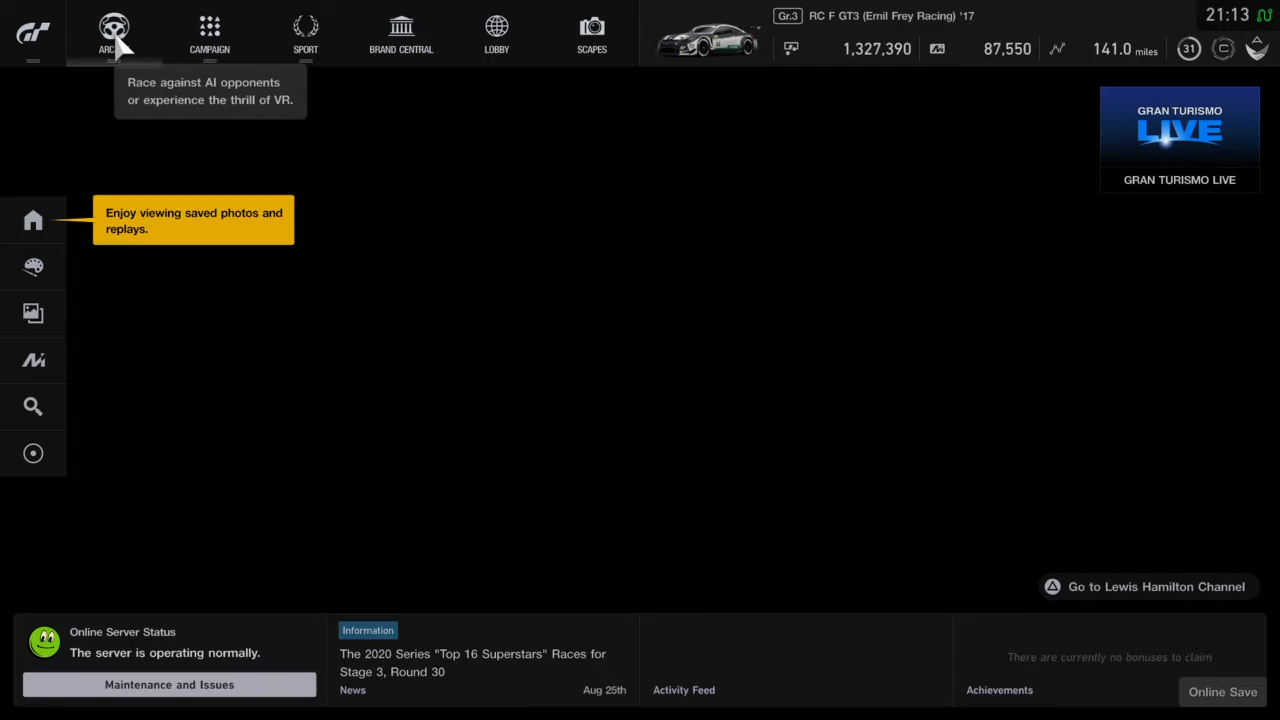 ARC
CAMPAIGN
SPORT
BRAND CENTRAL
LOBBY
SCAPES
Gr.3 RC F GT3 (Emil Frey Racing) '17
21:13
1,327,390
87,550
141.0 miles
31
Race against AI opponents
or experience the thrill of VR.
GRAN TURISMO
LIVE
GRAN TURISMO LIVE
Enjoy viewing saved photos and
replays.
Go to Lewis Hamilton Channel
Online Server Status
The server is operating normally.
Maintenance and Issues
Information
The 2020 Series "Top 16 Superstars" Races for
Stage 3, Round 30
News
Aug 25th
Activity Feed
There are currently no bonuses to claim
Achievements
Online Save